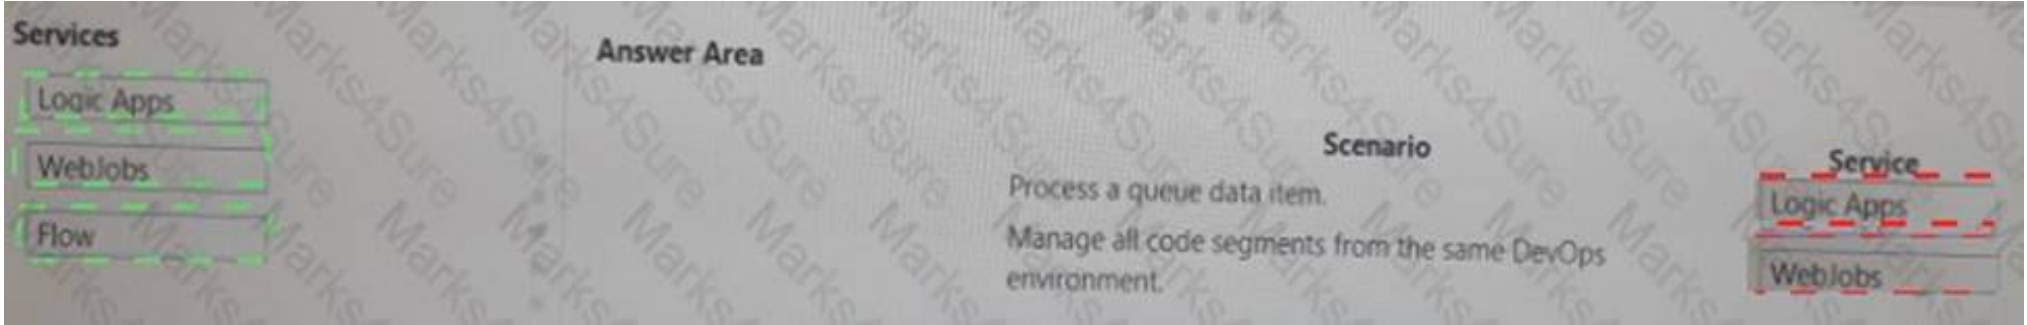 Services
Logic Apps
WebJobs
Flow
Answer Area
Scenario
Service
Process a queue data item.
Logic Apps
Manage all code segments from the same DevOps
environment.
WebJobs
Marks4Sure